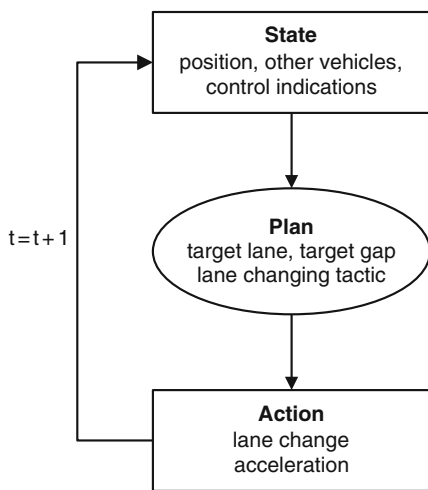 State
position, other vehicles,
control indications
t=t+1
Plan
target lane, target gap
lane changing tactic
Action
lane change
acceleration